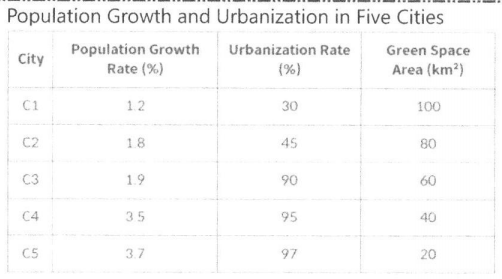 Population Growth and Urbanization in Five Cities
City Population Growth Rate (%) Urbanization Rate (%) Green Space Area (km²)
C1 1.2 30 100
C2 1.8 45 80
C3 1.9 90 60
C4 3.5 95 40
C5 3.7 97 20